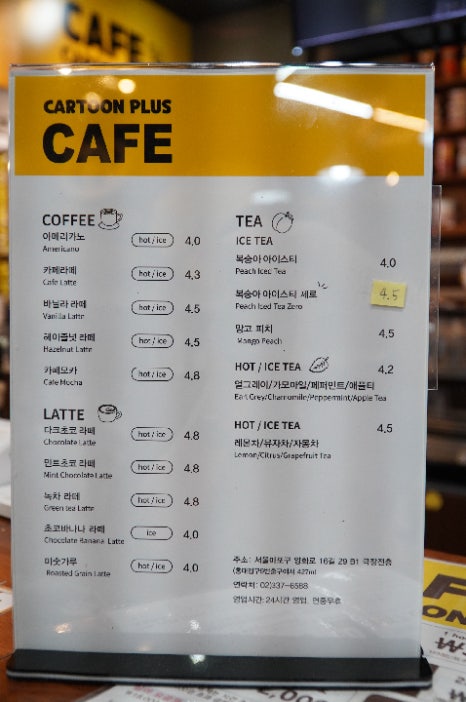 CAFE
CARTOON PLUS
CAFE
COFFEE
이메리가노 hot / ice 4,0
Americano
카페라떼 hot / ice 4.3
Cafe Latte
바닐라 라떼 hot / ice 4.5
Vanilla Latte
헤이즐넛 라떼 hot / ice 4.5
Hazelnut Latte
카페모카 hot / ice 4.8
Cafe Mocha
LATTE
다크초코 라떼 hot / ice 4.8
Chocolate Latte
민트초코 라떼 hot / ice 4.8
Mint Chocolate Latte
녹차 라떼 hot / ice 4.8
Green tea Latte
초코바나나 라떼 ice 4.0
Chocolate Banana Latte
미숫가루 hot / ice 4.0
Roasted Grain Latte
TEA
ICE TEA
복숭아 아이스티 4.0
Peach Iced Tea
복숭아 아이스티 세로 4.5
Peach Iced Tea Zero
망고 피치 4.5
Mango Peach
HOT / ICE TEA 4.2
얼그레이/카모마일/페퍼민트/애플티
Earl Grey/Chamomile/Peppermint/Apple Tea
HOT / ICE TEA 4.5
레몬차/유자차/자몽차
Lemon/Citrus/Grapefruit Tea
주소: 서울마포구 양화로 16길 29 B1 극장전층
연락처: 02)337-6588
영업시간: 24시간 영업, 연중무휴